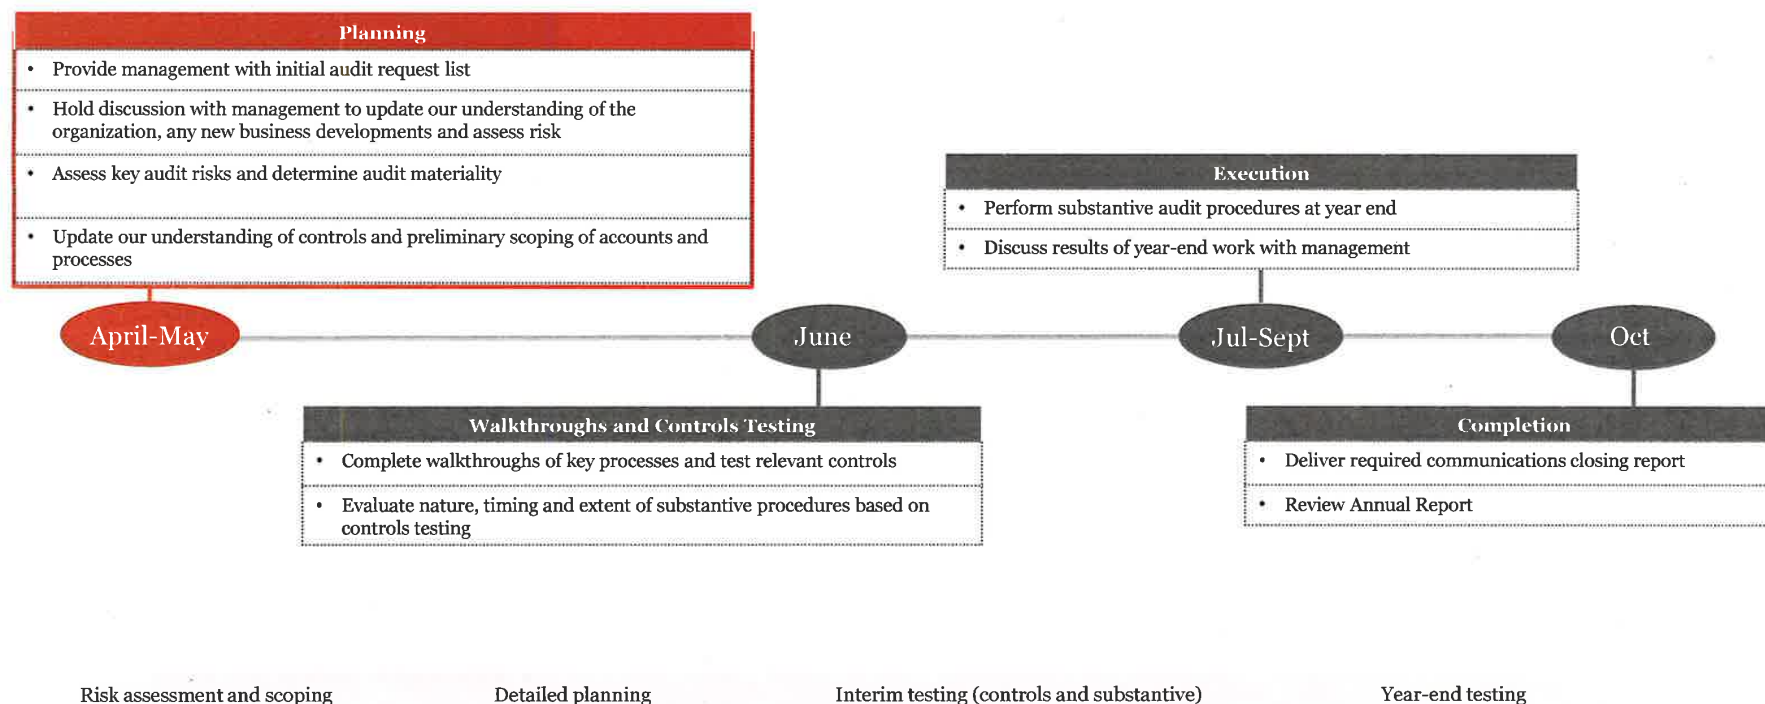 Planning
• Provide management with initial audit request list
• Hold discussion with management to update our understanding of the
organization, any new business developments and assess risk
• Assess key audit risks and determine audit materiality
• Update our understanding of controls and preliminary scoping of accounts and
processes
Execution
• Perform substantive audit procedures at year end
• Discuss results of year-end work with management
April-May
June
Jul-Sept
Oct
Walkthroughs and Controls Testing
• Complete walkthroughs of key processes and test relevant controls
• Evaluate nature, timing and extent of substantive procedures based on
controls testing
Completion
• Deliver required communications closing report
• Review Annual Report
Risk assessment and scoping
Detailed planning
Interim testing (controls and substantive)
Year-end testing